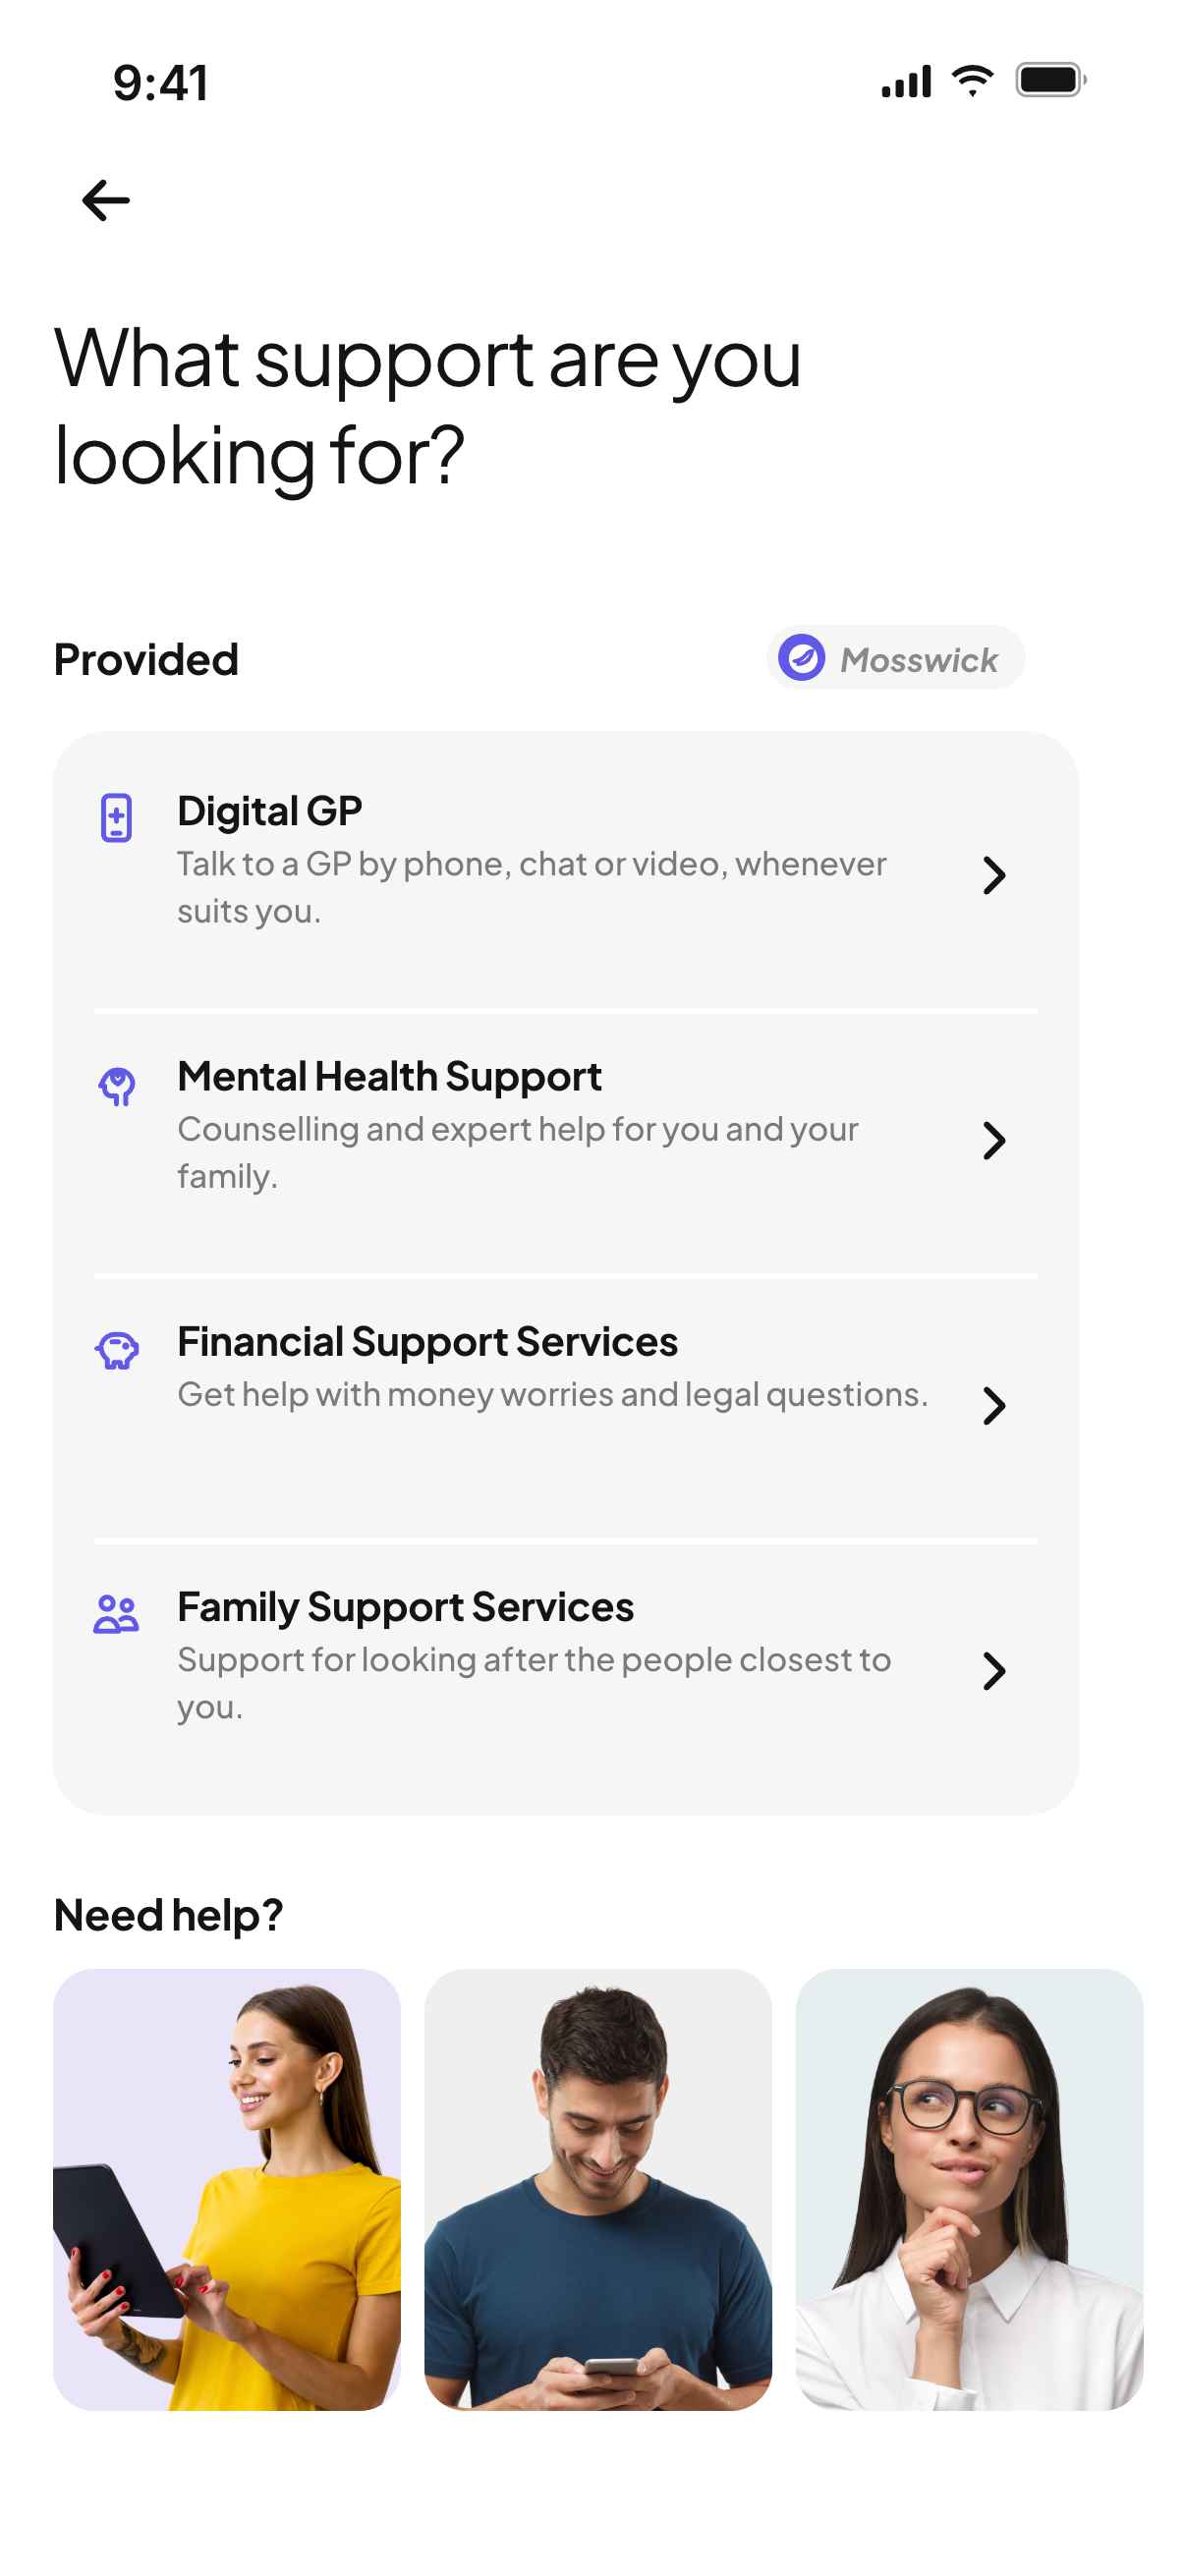 9:41
What support are you
looking for?
Provided
Mosswick
Digital GP
Talk to a GP by phone, chat or video, whenever
suits you.
Mental Health Support
Counselling and expert help for you and your
family.
Financial Support Services
Get help with money worries and legal questions.
Family Support Services
Support for looking after the people closest to
you.
Need help?